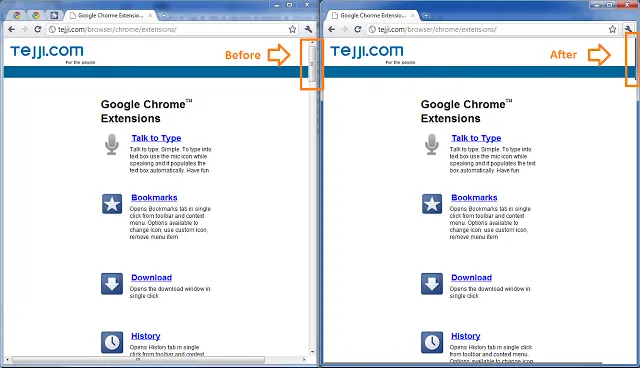 Google Chorme Extension...
tejji.com/browser/chrome/extensions/
Tejji.com
For the people
Before
Google Chrome™
Extensions
Talk to Type
Talk to type. Simple. To type into
text box use the mic icon while
speaking and it populates the
text box automatically. Have fun
Bookmarks
Opens Bookmarks tab in single
click from toolbar and context
menu. Options available to
change icon, use custom icon,
remove menu item
Download
Opens the download window in
single click
History
Opens History tab in single
click from toolbar and context
Google Chorme Extension...
tejji.com/browser/chrome/extensions/
Tejji.com
For the people
After
Google Chrome™
Extensions
Talk to Type
Talk to type. Simple. To type into
text box use the mic icon while
speaking and it populates the
text box automatically. Have fun
Bookmarks
Opens Bookmarks tab in single
click from toolbar and context
menu. Options available to
change icon, use custom icon,
remove menu item
Download
Opens the download window in
single click
History
Opens History tab in single
click from toolbar and context menu.
Options available to change icon